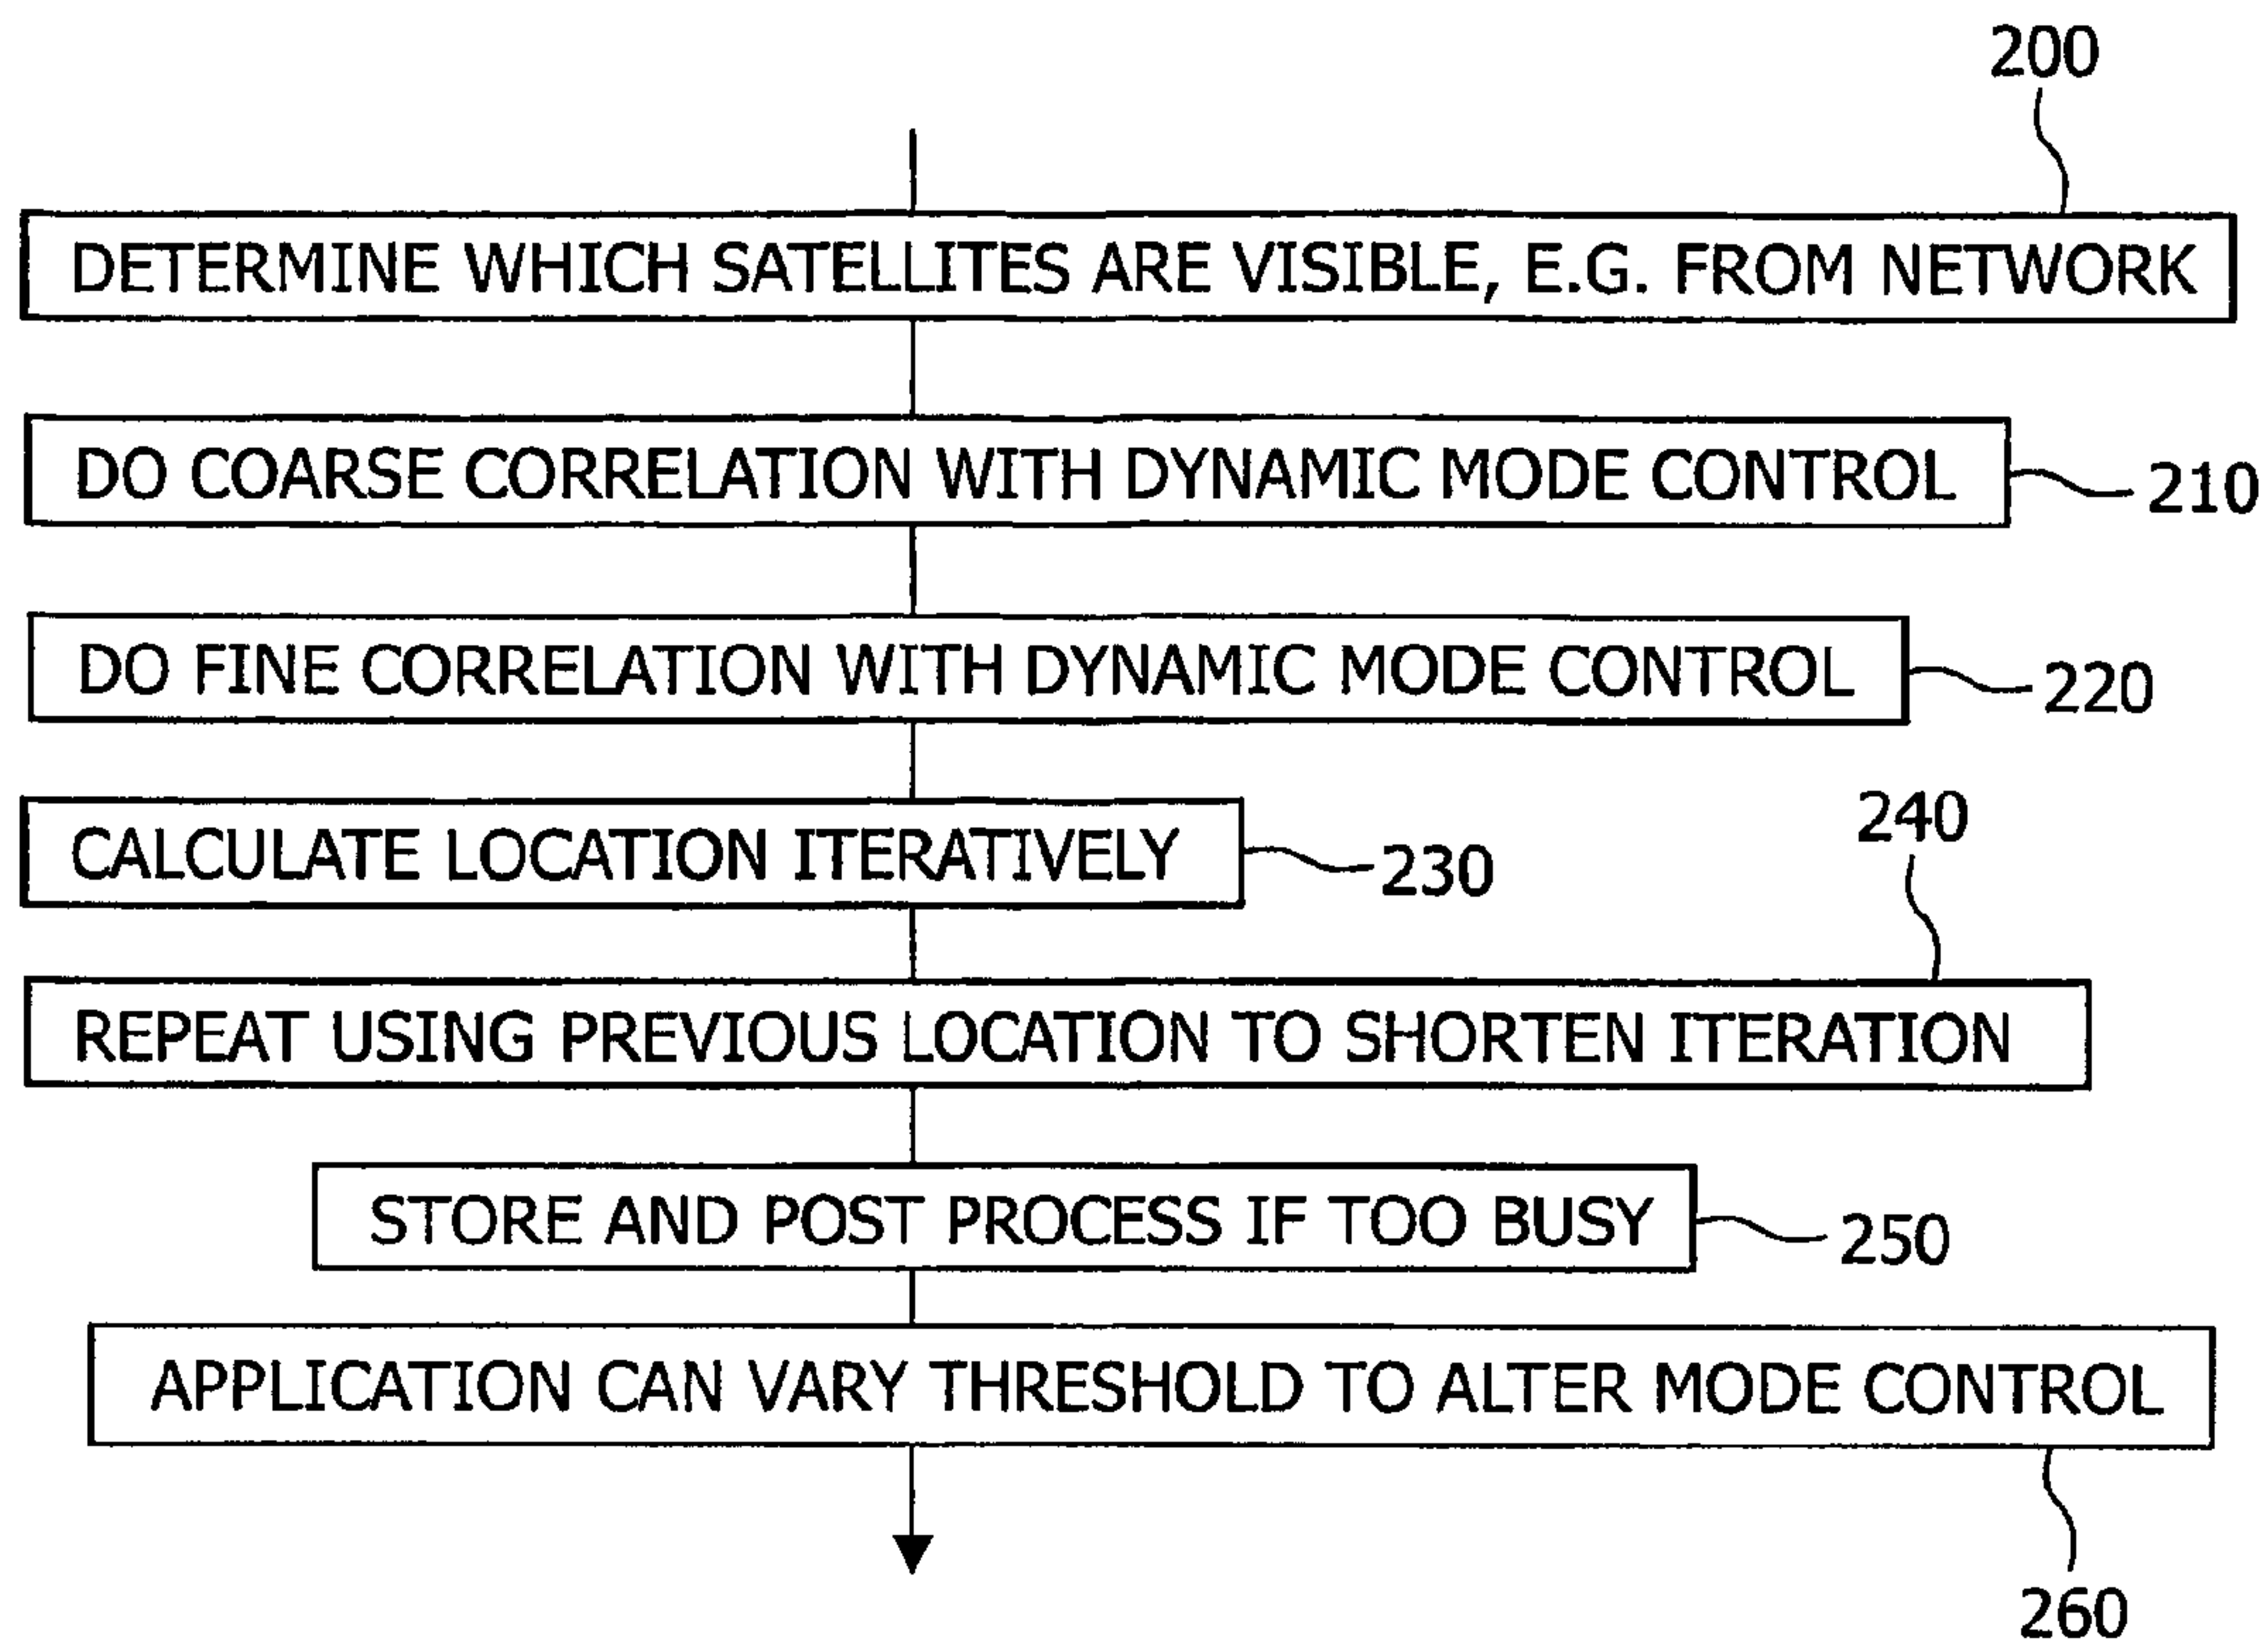 200
DETERMINE WHICH SATELLITES ARE VISIBLE, E.G. FROM NETWORK
DO COARSE CORRELATION WITH DYNAMIC MODE CONTROL
210
DO FINE CORRELATION WITH DYNAMIC MODE CONTROL
220
CALCULATE LOCATION ITERATIVELY
230
240
REPEAT USING PREVIOUS LOCATION TO SHORTEN ITERATION
STORE AND POST PROCESS IF TOO BUSY
250
APPLICATION CAN VARY THRESHOLD TO ALTER MODE CONTROL
260